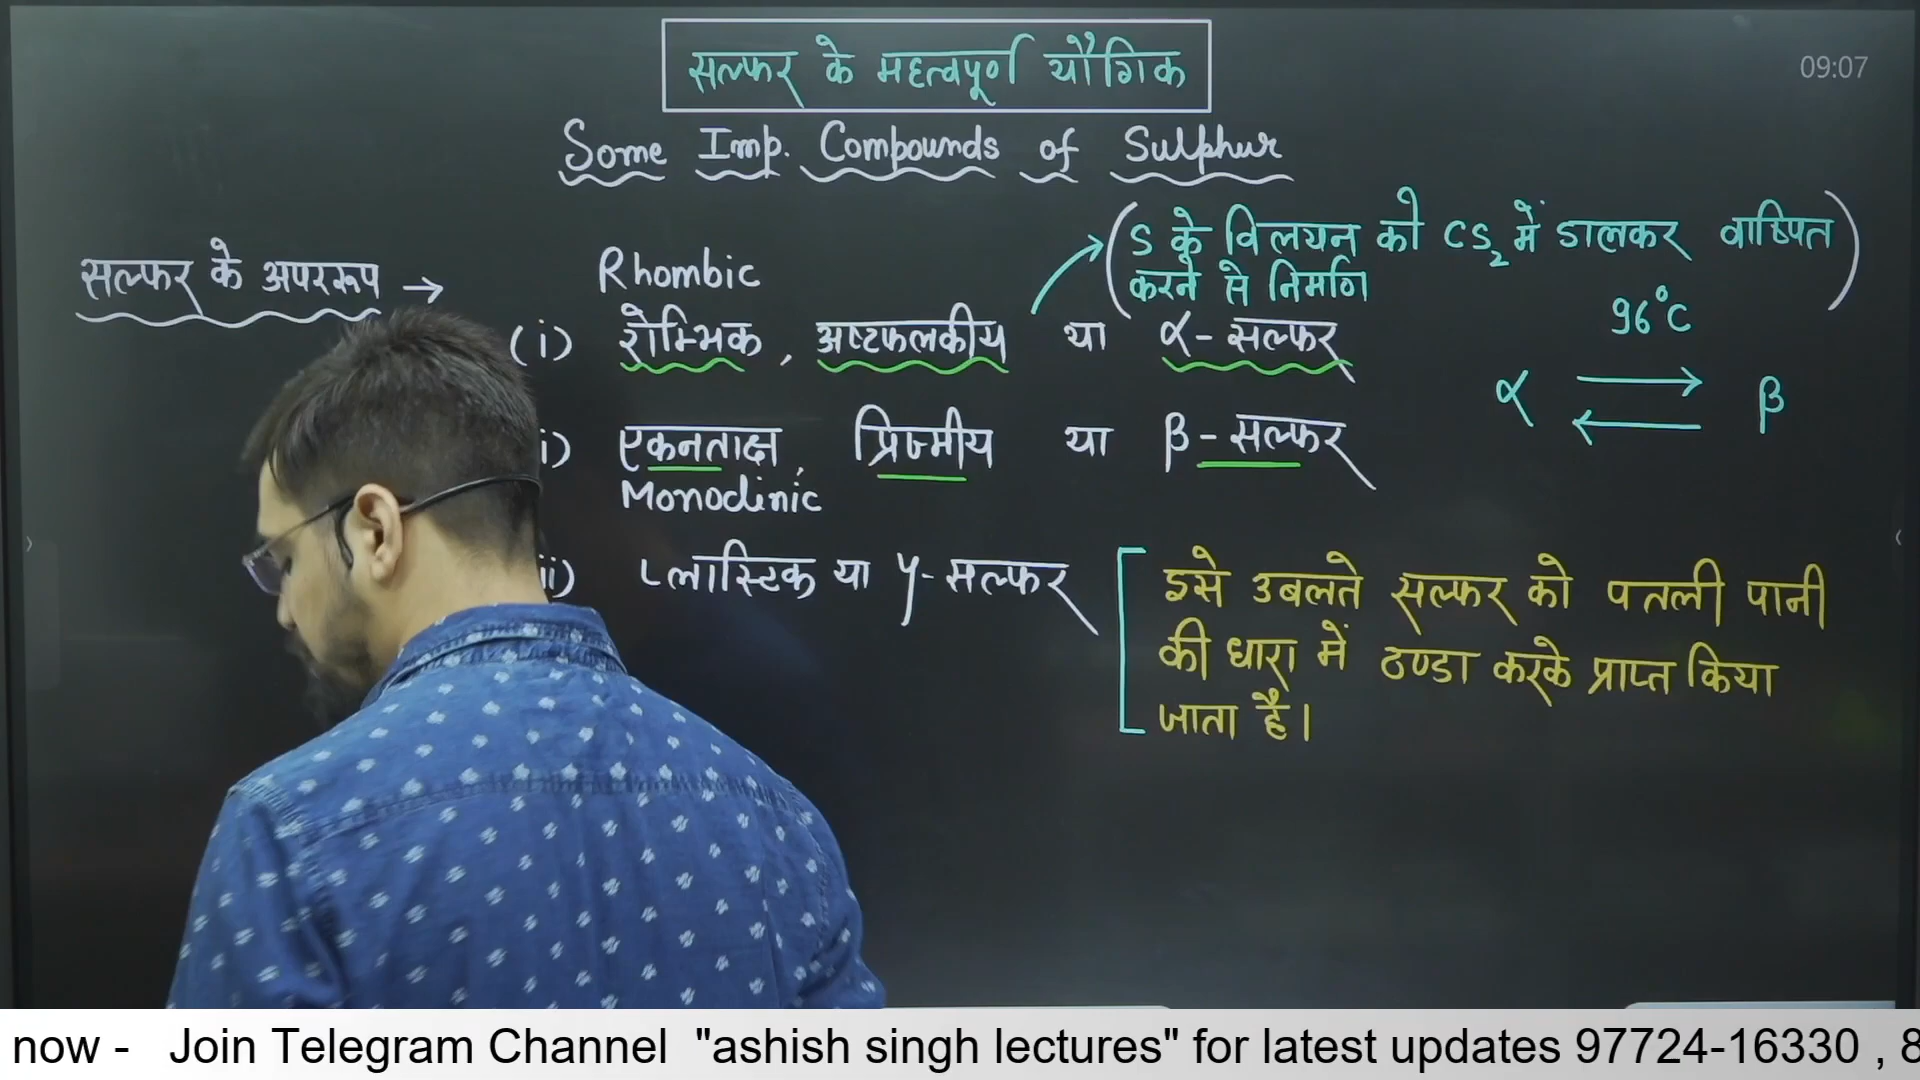 सल्फर के महत्वपूर्ण यौगिक
09:07
Some Imp. Compounds of Sulphur
(S के विलयन को CS2 में डालकर वाष्पित
करने से निर्माण)
सल्फर के अपररूप →
Rhombic
(i) रोम्भिक, अष्टफलकीय या α-सल्फर
96°C
α ⇌ β
i) एकनताक्ष, प्रिज्मीय या β-सल्फर
Monoclinic
ii) प्लास्टिक या γ-सल्फर
इसे उबलते सल्फर को पतली पानी
की धारा में ठण्डा करके प्राप्त किया
जाता है।
now - Join Telegram Channel "ashish singh lectures" for latest updates 97724-16330 , 8